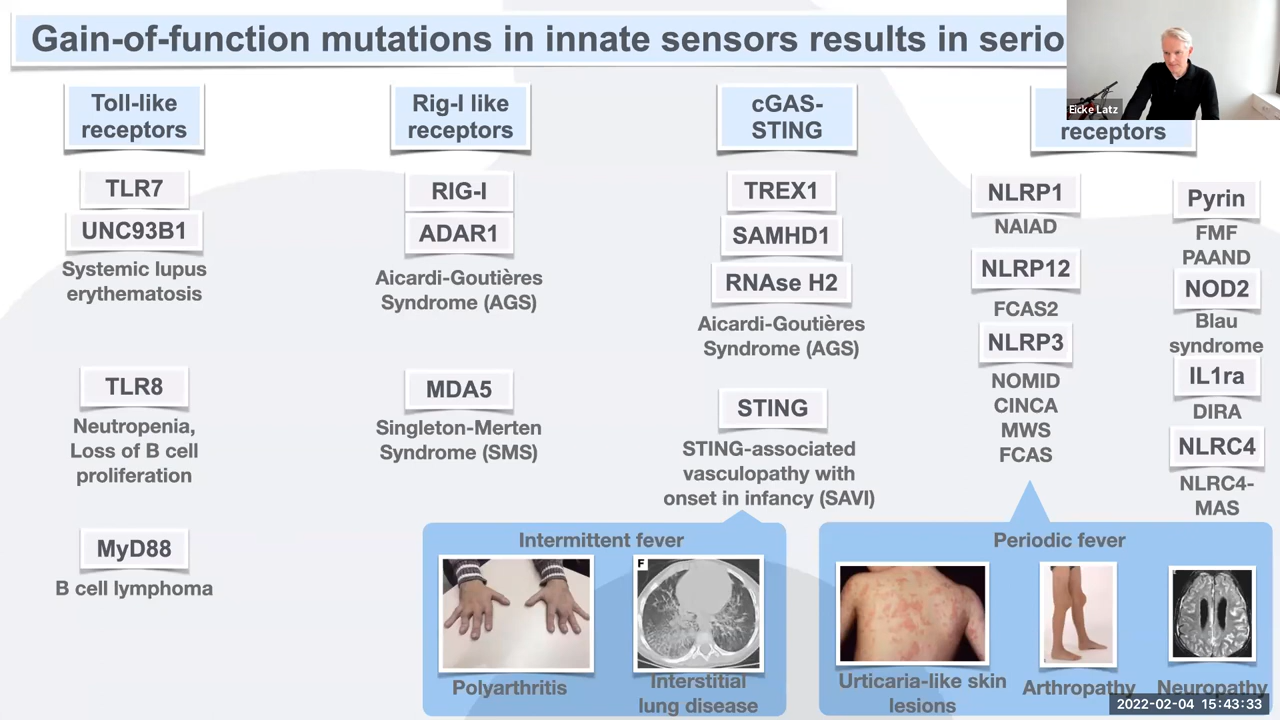 Gain-of-function mutations in innate sensors results in serio
Eicke Latz
Toll-like
receptors
TLR7
UNC93B1
Systemic lupus
erythematosis
TLR8
Neutropenia,
Loss of B cell
proliferation
MyD88
B cell lymphoma
Rig-I like
receptors
RIG-I
ADAR1
Aicardi-Goutières
Syndrome (AGS)
MDA5
Singleton-Merten
Syndrome (SMS)
cGAS-
STING
TREX1
SAMHD1
RNAse H2
Aicardi-Goutières
Syndrome (AGS)
STING
STING-associated
vasculopathy with
onset in infancy (SAVI)
receptors
NLRP1
NAIAD
NLRP12
FCAS2
NLRP3
NOMID
CINCA
MWS
FCAS
Pyrin
FMF
PAAND
NOD2
Blau
syndrome
IL1ra
DIRA
NLRC4
NLRC4-
MAS
Intermittent fever
F
Polyarthritis
Interstitial
lung disease
Periodic fever
Urticaria-like skin
lesions
Arthropathy
Neuropathy
2022-02-04 15:43:33